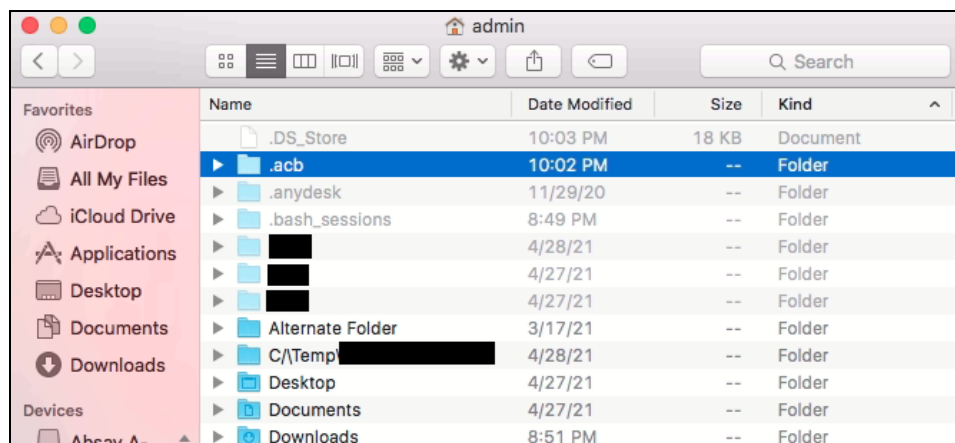 admin
Search
Favorites
AirDrop
All My Files
iCloud Drive
Applications
Desktop
Documents
Downloads
Devices
Name Date Modified Size Kind
.DS_Store 10:03 PM 18 KB Document
.acb 10:02 PM -- Folder
.anydesk 11/29/20 -- Folder
.bash_sessions 8:49 PM -- Folder
4/28/21 -- Folder
4/27/21 -- Folder
4/27/21 -- Folder
Alternate Folder 3/17/21 -- Folder
C/\Temp\ 4/28/21 -- Folder
Desktop 4/27/21 -- Folder
Documents 4/27/21 -- Folder
Downloads 8:51 PM -- Folder